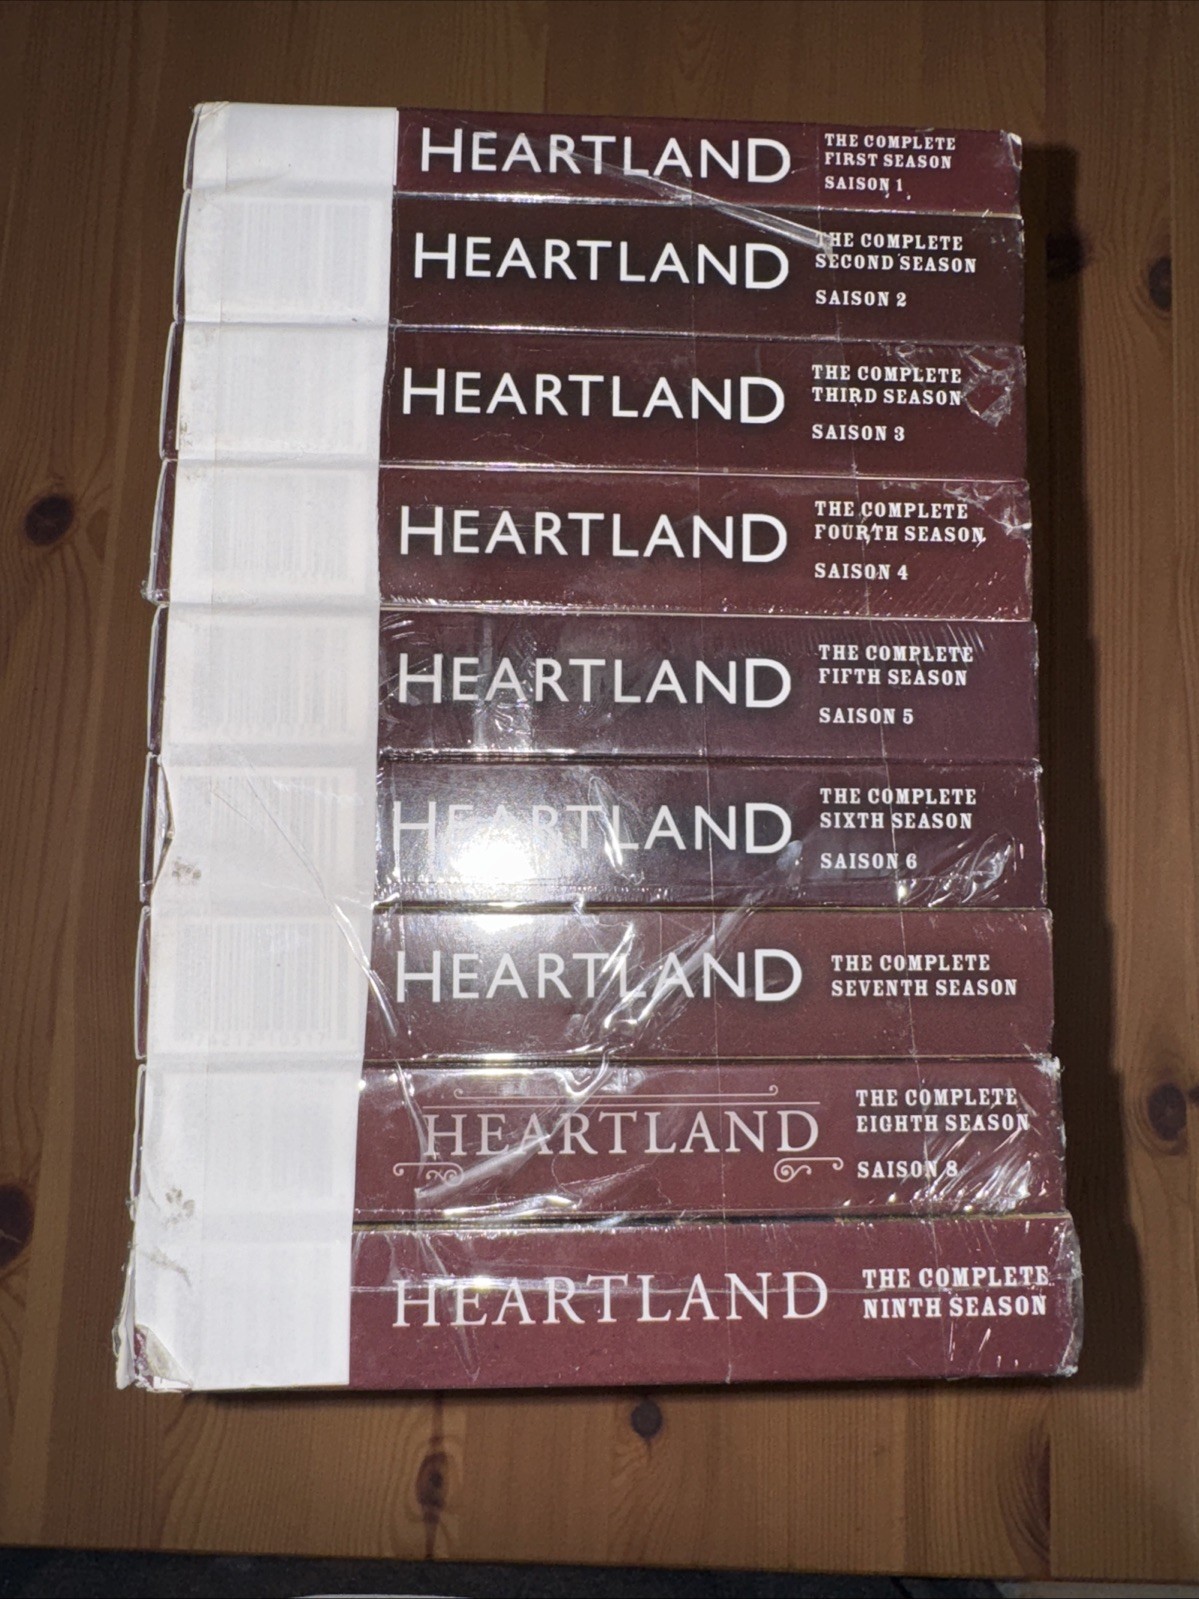 HEARTLAND
THE COMPLETE
FIRST SEASON
SAISON 1
HEARTLAND
THE COMPLETE
SECOND SEASON
SAISON 2
HEARTLAND
THE COMPLETE
THIRD SEASON
SAISON 3
HEARTLAND
THE COMPLETE
FOURTH SEASON
SAISON 4
HEARTLAND
THE COMPLETE
FIFTH SEASON
SAISON 5
HEARTLAND
THE COMPLETE
SIXTH SEASON
SAISON 6
HEARTLAND
THE COMPLETE
SEVENTH SEASON
HEARTLAND
THE COMPLETE
EIGHTH SEASON
SAISON 8
HEARTLAND
THE COMPLETE
NINTH SEASON